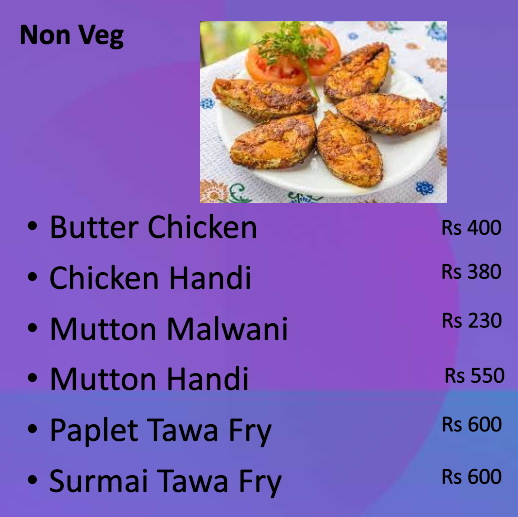 Non Veg
• Butter Chicken Rs 400
• Chicken Handi Rs 380
• Mutton Malwani Rs 230
• Mutton Handi Rs 550
• Paplet Tawa Fry Rs 600
• Surmai Tawa Fry Rs 600